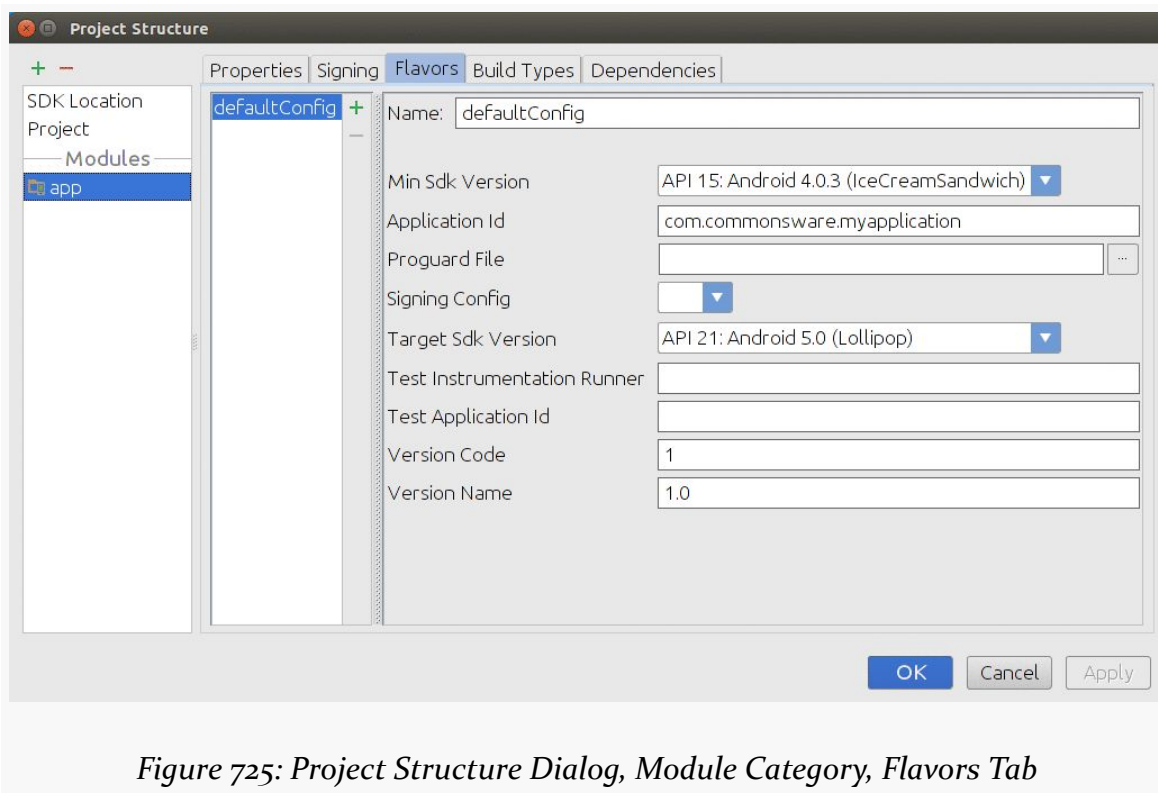 Project Structure
+ −
SDK Location
Project
Modules
app
Properties Signing Flavors Build Types Dependencies
defaultConfig + −
Name: defaultConfig
Min Sdk Version API 15: Android 4.0.3 (IceCreamSandwich)
Application Id com.commonsware.myapplication
Proguard File ...
Signing Config
Target Sdk Version API 21: Android 5.0 (Lollipop)
Test Instrumentation Runner
Test Application Id
Version Code 1
Version Name 1.0
OK Cancel Apply
Figure 725: Project Structure Dialog, Module Category, Flavors Tab